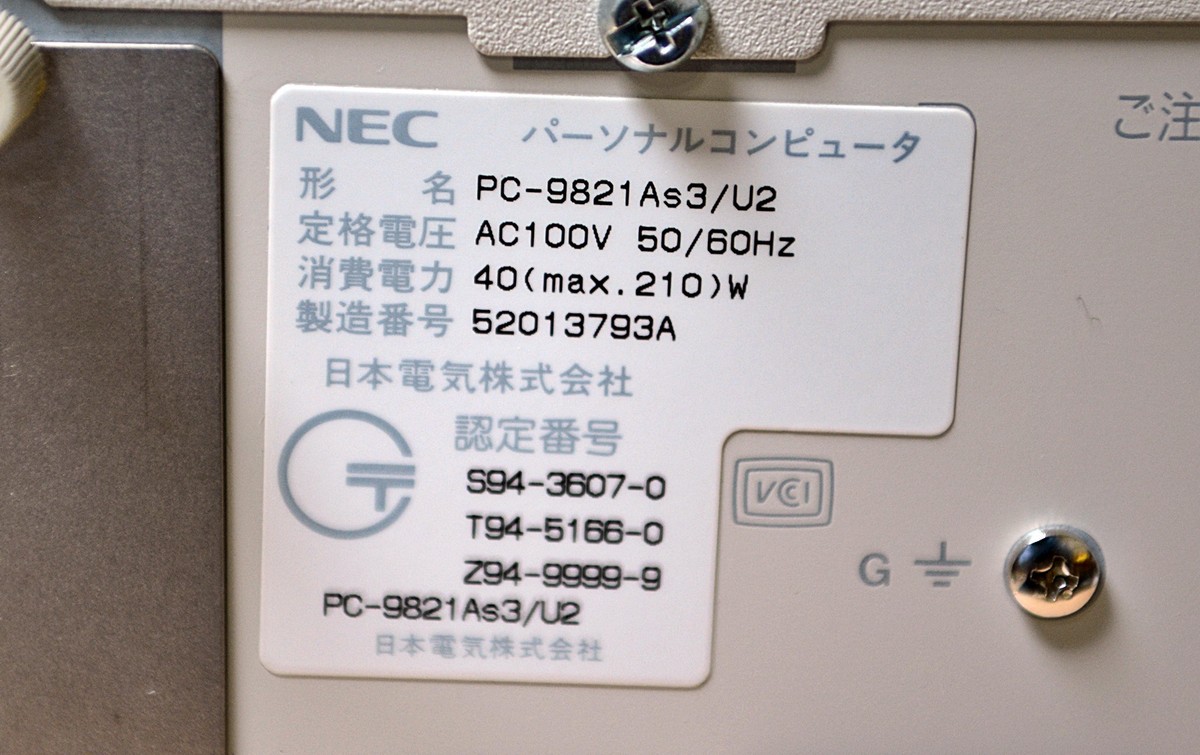 NEC パーソナルコンピュータ
形名 PC-9821As3/U2
定格電圧 AC100V 50/60Hz
消費電力 40(max.210)W
製造番号 52013793A
日本電気株式会社
認定番号
S94-3607-0
T94-5166-0
Z94-9999-9
PC-9821As3/U2
日本電気株式会社
VCCI
G
ご注